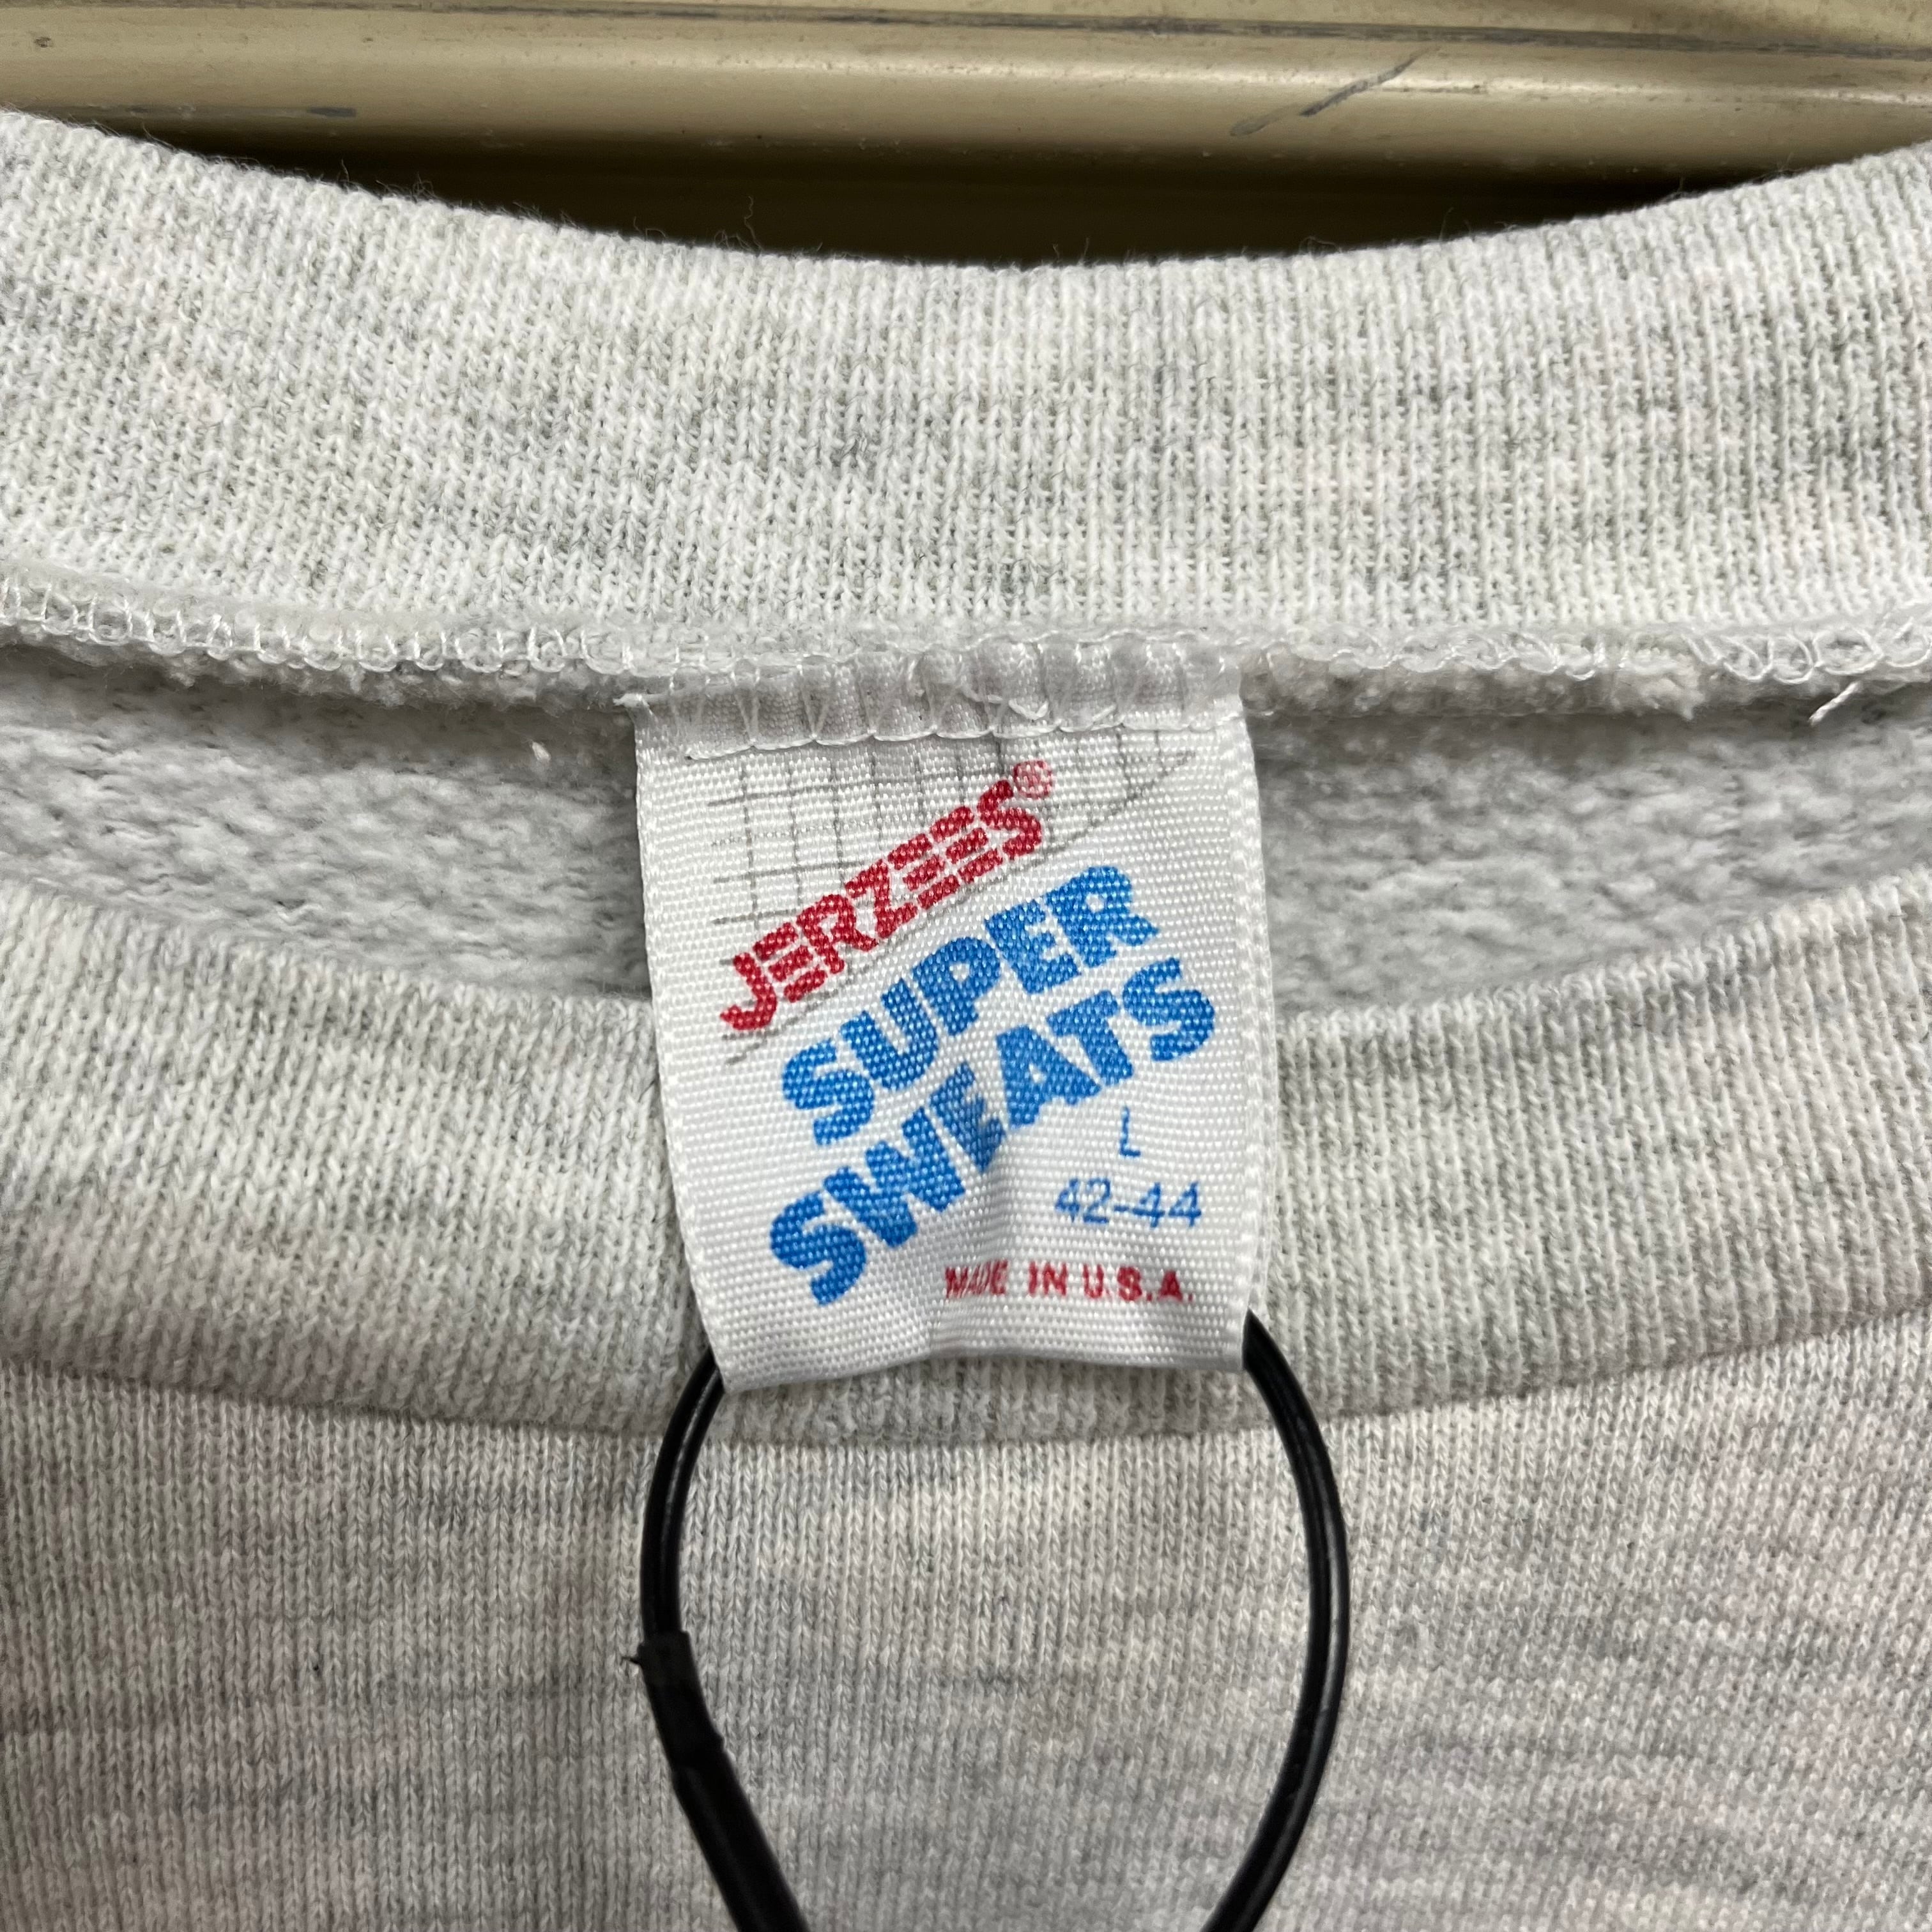 JERZEES®
SUPER
SWEATS
L
42-44
MADE IN U.S.A.